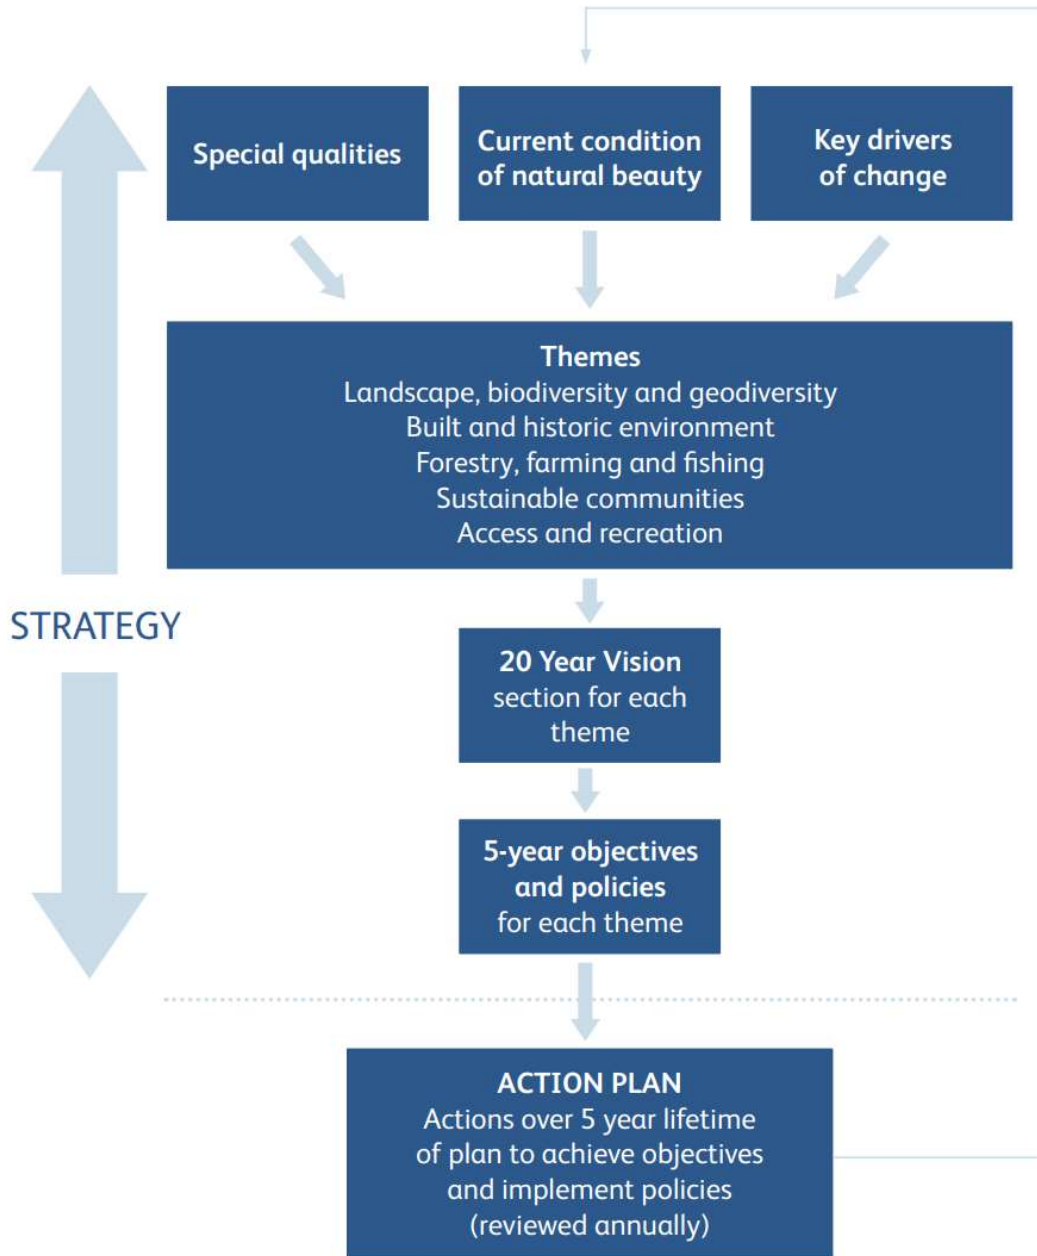 Special qualities
Current condition
of natural beauty
Key drivers
of change
Themes
Landscape, biodiversity and geodiversity
Built and historic environment
Forestry, farming and fishing
Sustainable communities
Access and recreation
STRATEGY
20 Year Vision
section for each
theme
5-year objectives
and policies
for each theme
ACTION PLAN
Actions over 5 year lifetime
of plan to achieve objectives
and implement policies
(reviewed annually)